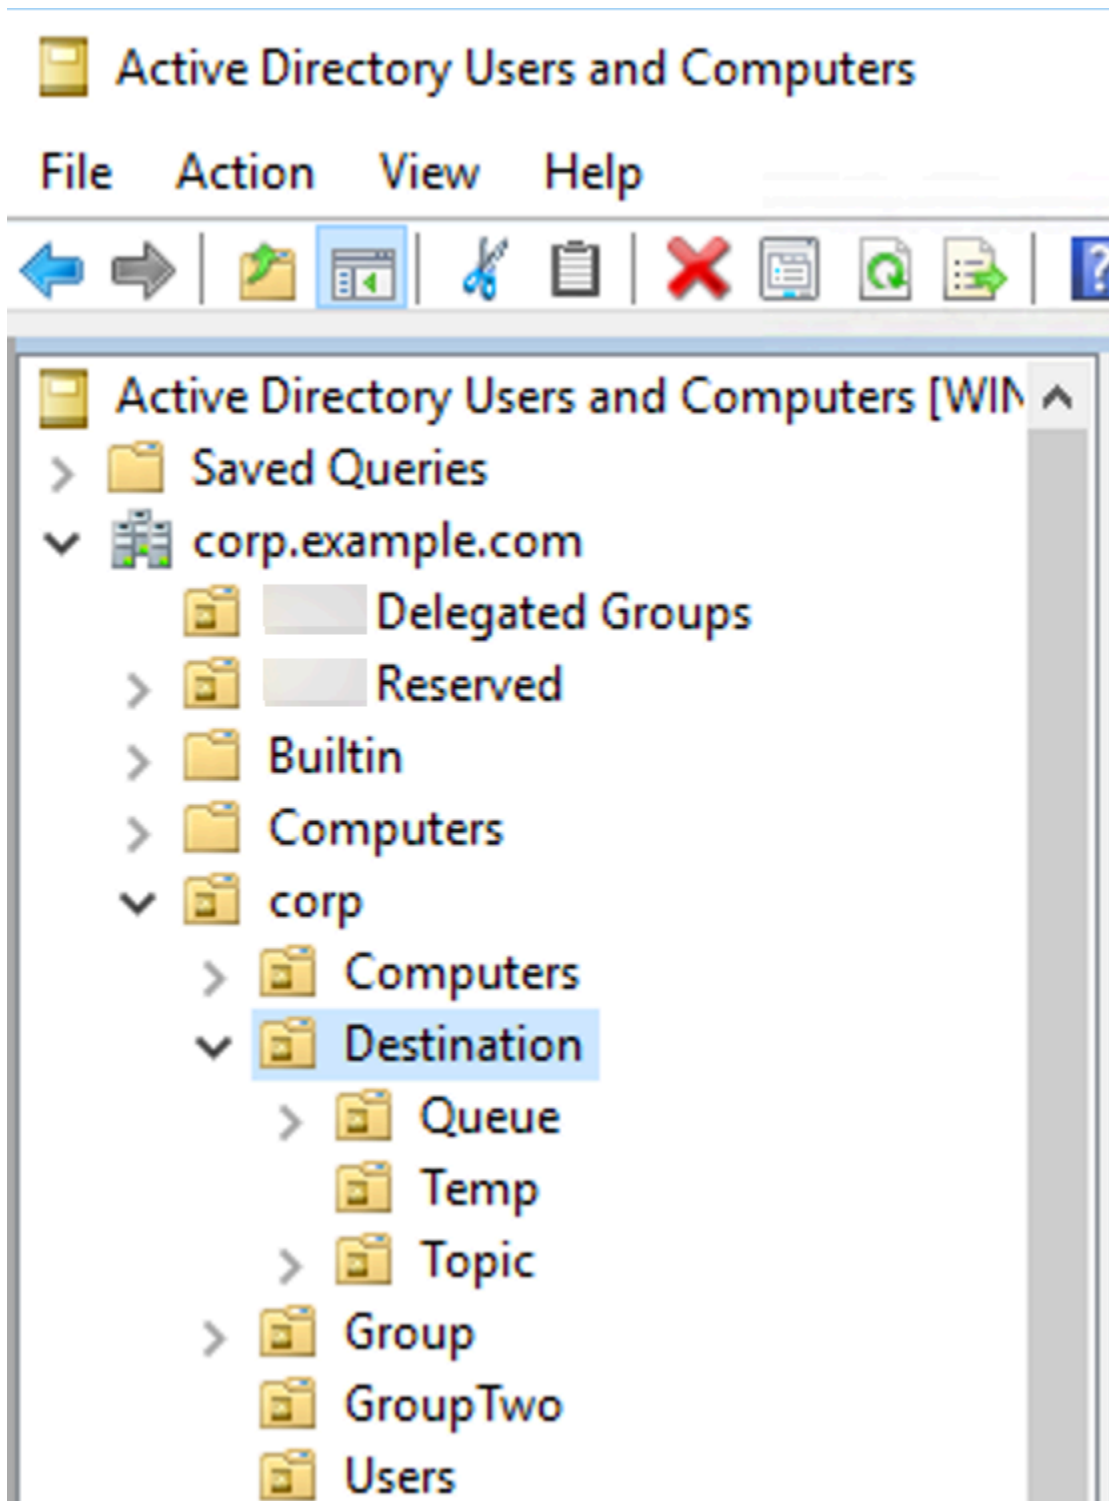 Active Directory Users and Computers
File Action View Help
?
Active Directory Users and Computers [WIN
Saved Queries
corp.example.com
Delegated Groups
Reserved
Builtin
Computers
corp
Computers
Destination
Queue
Temp
Topic
Group
GroupTwo
Users